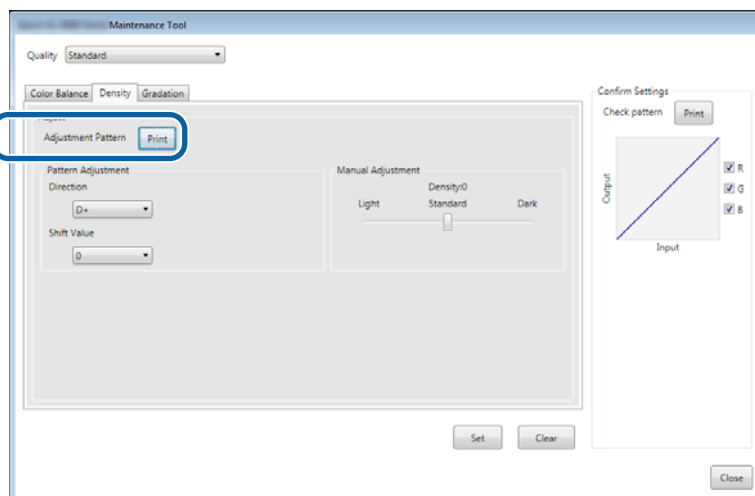 Maintenance Tool
Quality Standard
Color Balance Density Gradation
Adjustment Pattern Print
Pattern Adjustment
Direction
D+
Shift Value
0
Manual Adjustment
Density:0
Light Standard Dark
Set Clear
Confirm Settings
Check pattern Print
Output
R
G
B
Input
Close